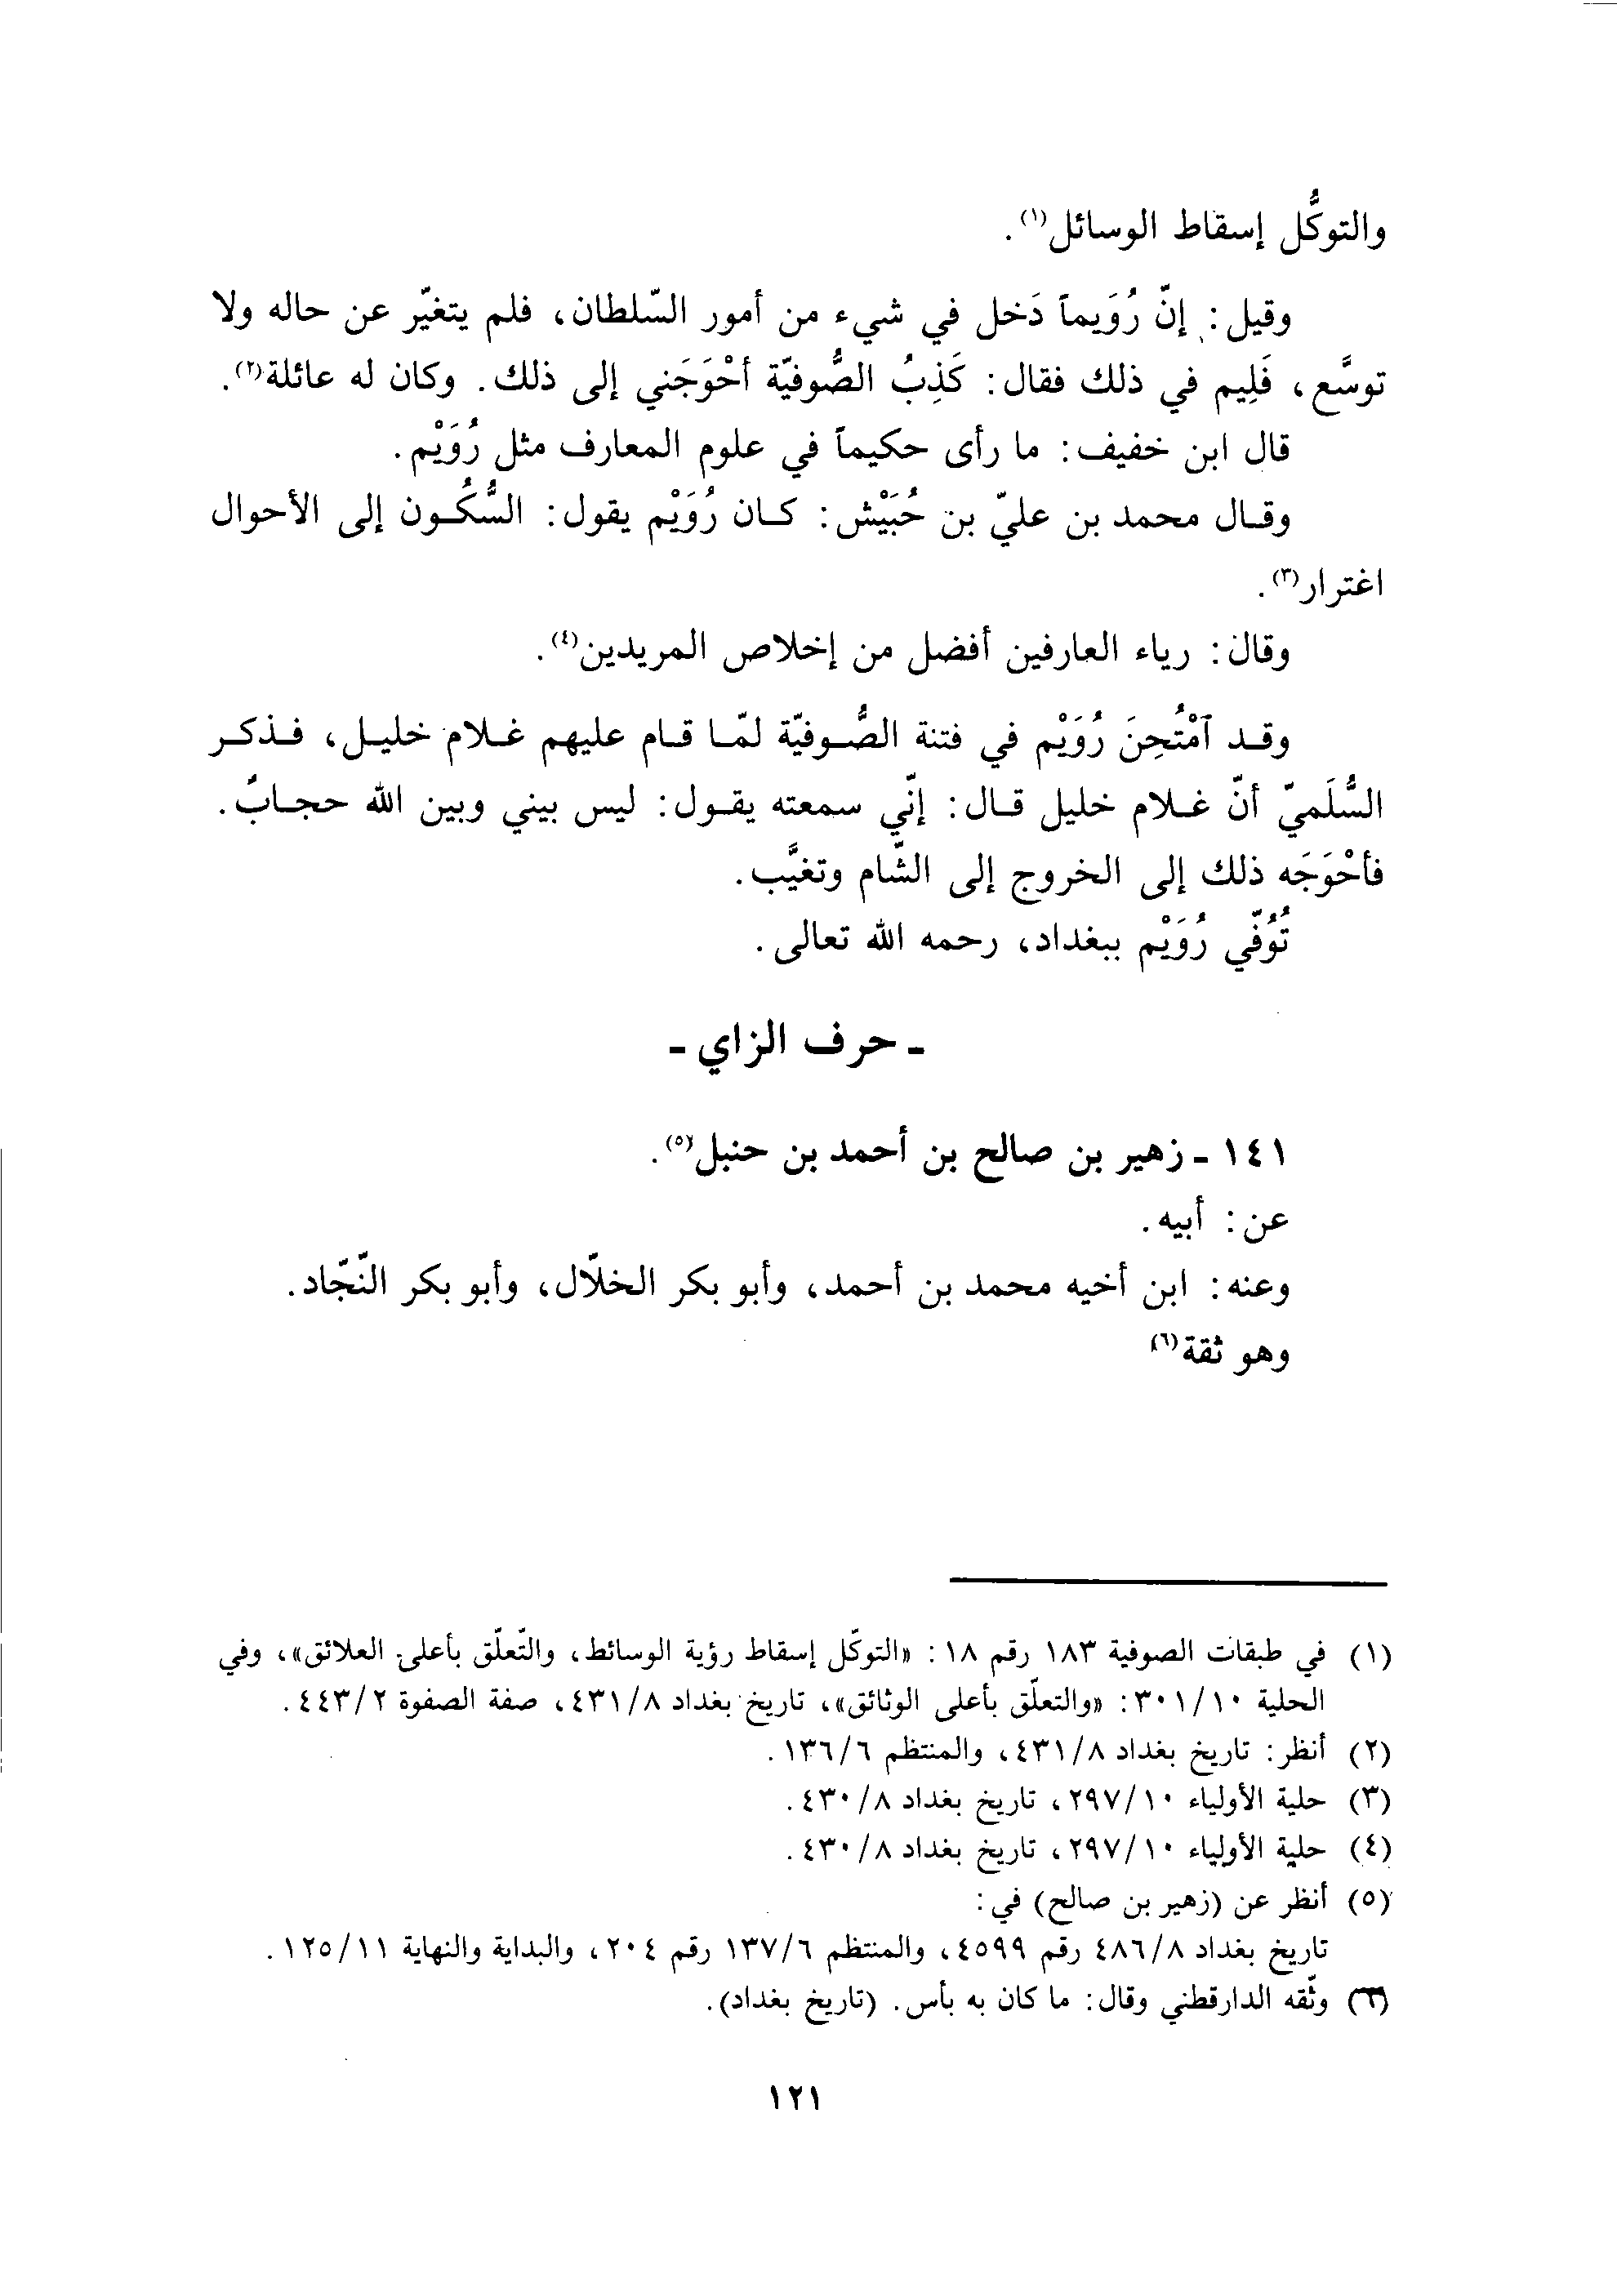 والتوكُّل إسقاط الوسائل(١).
وقيل: إنّ رُوَيماً دَخل في شيء من أمور السّلطان، فلم يتغيّر عن حاله ولا
توسَّع، فَلِيم في ذلك فقال: كَذِبُ الصُّوفيّة أحْوَجَني إلى ذلك. وكان له عائلة(٢).
قال ابن خفيف: ما رأى حكيماً في علوم المعارف مثل رُوَيْم.
وقال محمد بن عليّ بن حُبَيْش: كان رُوَيْم يقول: السُّكُون إلى الأحوال
اغترار(٣).
وقال: رياء العارفين أفضل من إخلاص المريدين(٤).
وقد آمْتُحِنَ رُوَيْم في فتنة الصُّوفيّة لمّا قام عليهم غلام خليل، فذكر
السُّلَميّ أنّ غلام خليل قال: إنّي سمعته يقول: ليس بيني وبين الله حجابٌ.
فأحْوَجَه ذلك إلى الخروج إلى الشّام وتغيَّب.
تُوُفّي رُوَيْم ببغداد، رحمه الله تعالى.
- حرف الزاي -
١٤١ - زهير بن صالح بن أحمد بن حنبل(٥).
عن: أبيه.
وعنه: ابن أخيه محمد بن أحمد، وأبو بكر الخلّال، وأبو بكر النّجّاد.
وهو ثقة(٦)
(١) في طبقات الصوفية ١٨٣ رقم ١٨: «التوكّل إسقاط رؤية الوسائط، والتّعلّق بأعلى العلائق»، وفي
الحلية ٣٠١/١٠: «والتعلّق بأعلى الوثائق»، تاريخ بغداد ٤٣١/٨، صفة الصفوة ٤٤٣/٢.
(٢) أنظر: تاريخ بغداد ٤٣١/٨، والمنتظم ١٣٦/٦.
(٣) حلية الأولياء ٢٩٧/١٠، تاريخ بغداد ٤٣٠/٨.
(٤) حلية الأولياء ٢٩٧/١٠، تاريخ بغداد ٤٣٠/٨.
(٥) أنظر عن (زهير بن صالح) في:
تاريخ بغداد ٤٨٦/٨ رقم ٤٥٩٩، والمنتظم ١٣٧/٦ رقم ٢٠٤، والبداية والنهاية ١٢٥/١١.
(٦) وثّقه الدارقطني وقال: ما كان به بأس. (تاريخ بغداد).
١٢١